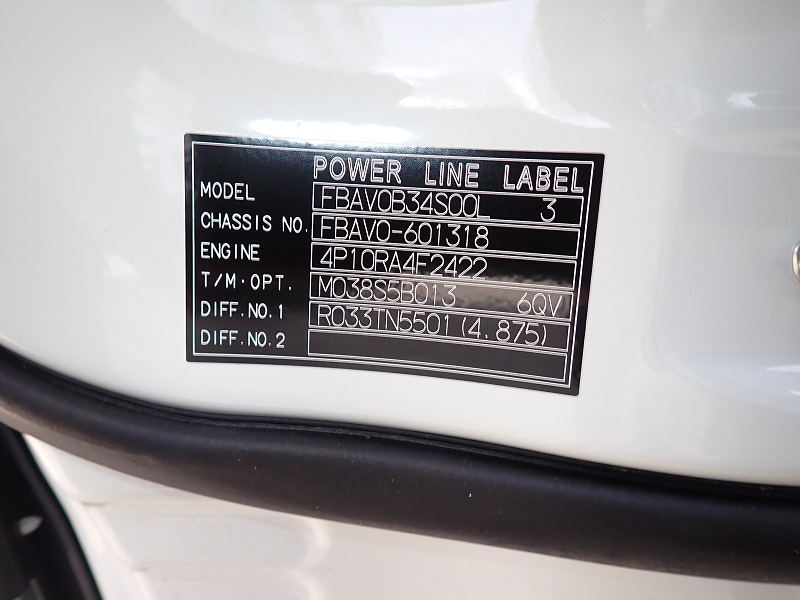 POWER LINE LABEL
MODEL FBAV0B34S00L 3
CHASSIS NO. FBAV0-601318
ENGINE 4P10RA4F2422
T/M·OPT. M038S5B013 6QV
DIFF.NO.1 R033TN5501(4.875)
DIFF.NO.2